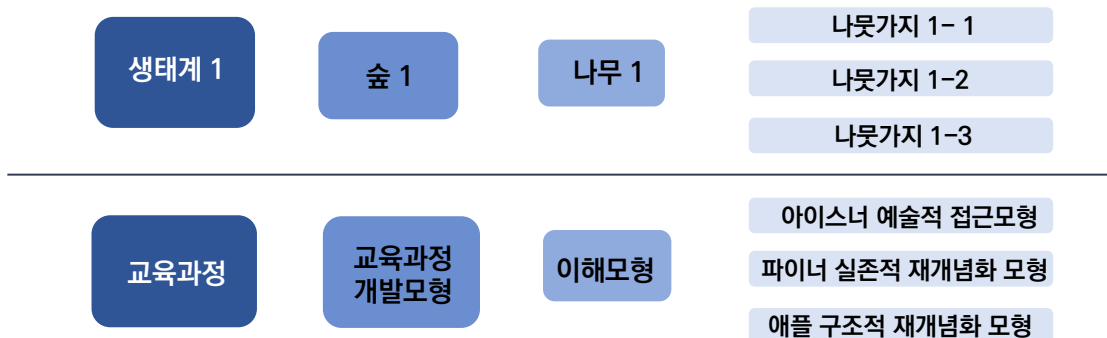 생태계 1
숲 1
나무 1
나뭇가지 1- 1
나뭇가지 1-2
나뭇가지 1-3
교육과정
교육과정
개발모형
이해모형
아이스너 예술적 접근모형
파이너 실존적 재개념화 모형
애플 구조적 재개념화 모형